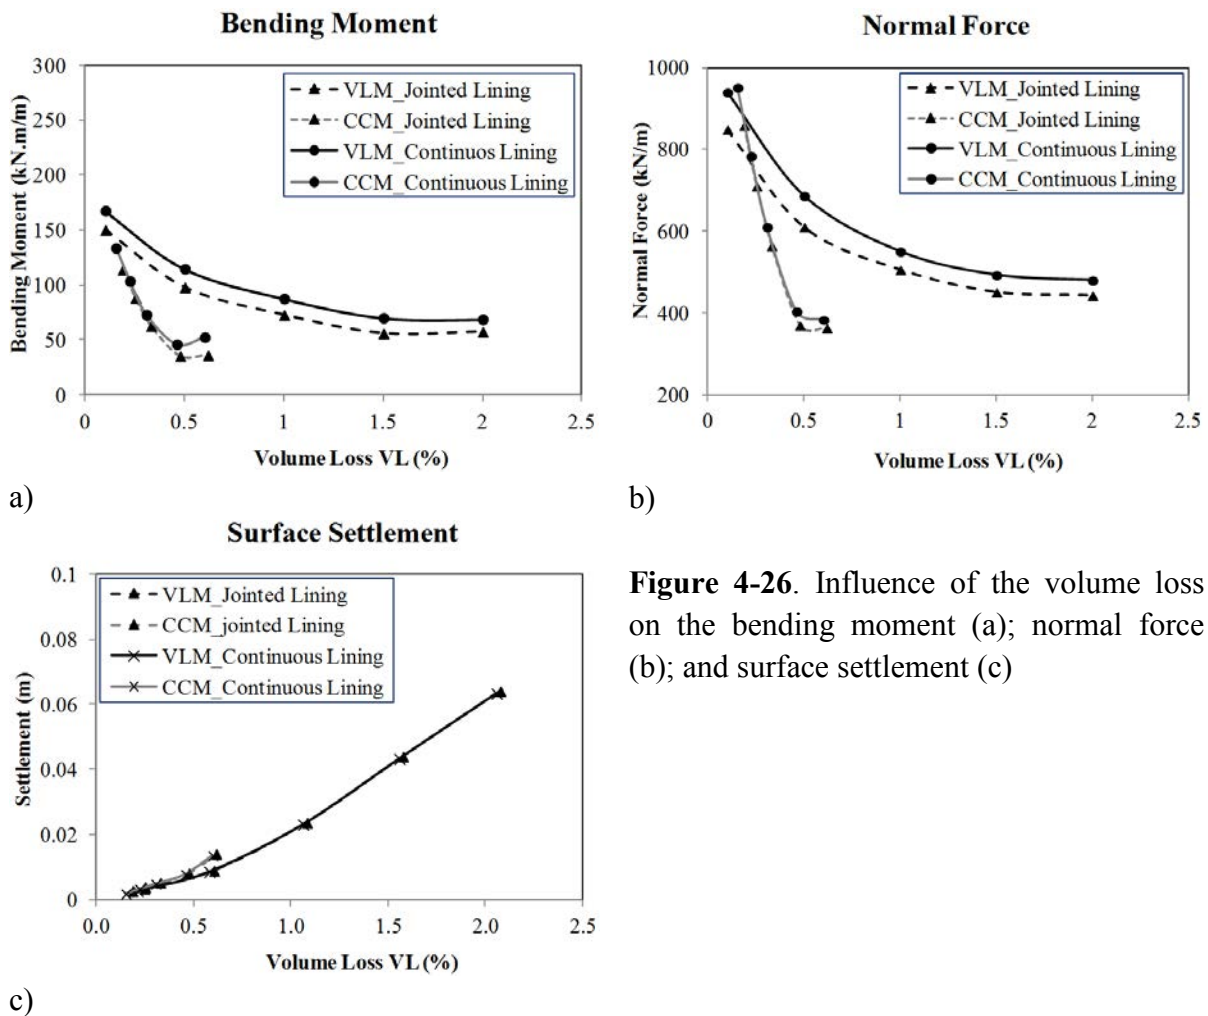 Bending Moment
300
250
200
150
100
50
0
Bending Moment (kN.m/m)
VLM_Jointed Lining
CCM_Jointed Lining
VLM_Continuos Lining
CCM_Continuous Lining
0 0.5 1 1.5 2 2.5
Volume Loss VL (%)
a)
Normal Force
1000
800
600
400
200
Normal Force (kN/m)
VLM_Jointed Lining
CCM_Jointed Lining
VLM_Continuous Lining
CCM_Continuous Lining
0 0.5 1 1.5 2 2.5
Volume Loss VL (%)
b)
Surface Settlement
0.1
0.08
0.06
0.04
0.02
0
Settlement (m)
VLM_Jointed Lining
CCM_jointed Lining
VLM_Continuous Lining
CCM_Continuous Lining
0.0 0.5 1.0 1.5 2.0 2.5
Volume Loss VL (%)
c)
Figure 4-26. Influence of the volume loss
on the bending moment (a); normal force
(b); and surface settlement (c)